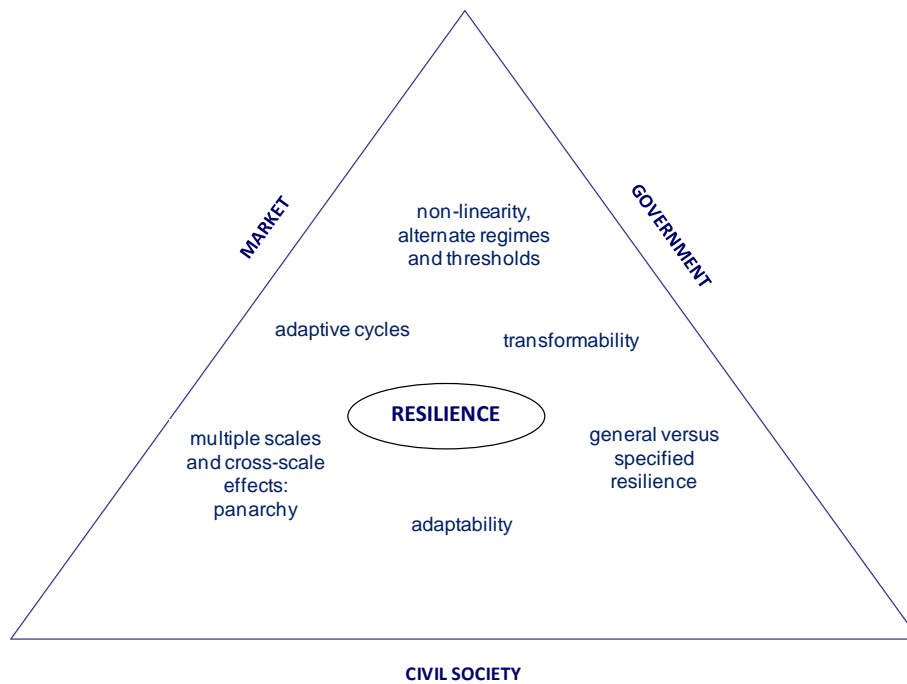 MARKET
GOVERNMENT
non-linearity,
alternate regimes
and thresholds
adaptive cycles
transformability
RESILIENCE
multiple scales
and cross-scale
effects:
panarchy
general versus
specified
resilience
adaptability
CIVIL SOCIETY